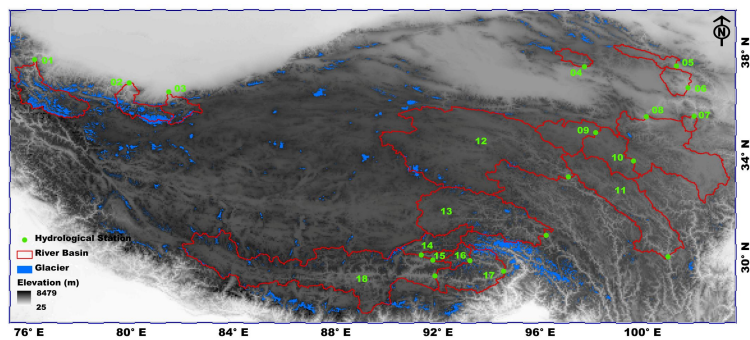 N
38° N
34° N
30° N
03
02
01
04
05
06
07
08
09
10
11
12
13
14
15
16
17
18
Hydrological Station
River Basin
Glacier
Elevation (m)
8479
25
76° E 80° E 84° E 88° E 92° E 96° E 100° E